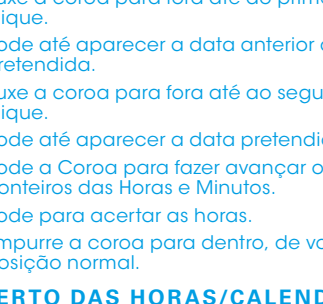 uxe a coroa para fora até ao prim
ique.
ode até aparecer a data anterior
retendida.
uxe a coroa para fora até ao segu
ique.
ode até aparecer a data pretendi
ode a Coroa para fazer avançar o
onteiros das Horas e Minutos.
ode para acertar as horas.
mpurre a coroa para dentro, de vo
osição normal.
ERTO DAS HORAS/CALEND